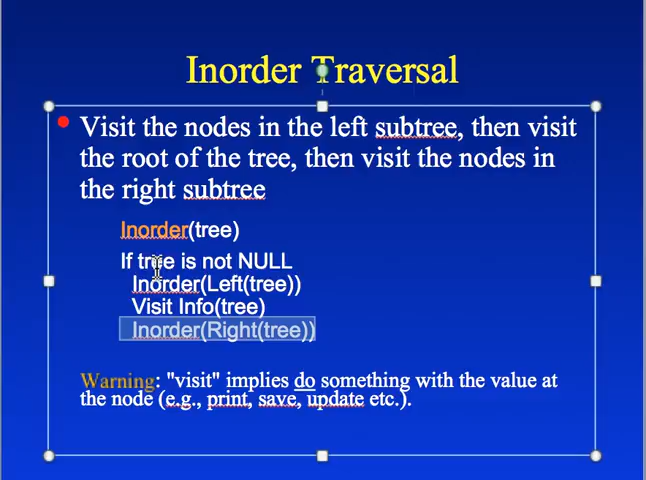 Inorder Traversal
Visit the nodes in the left subtree, then visit
the root of the tree, then visit the nodes in
the right subtree
Inorder(tree)
If tree is not NULL
Inorder(Left(tree))
Visit Info(tree)
Inorder(Right(tree))
Warning: "visit" implies do something with the value at
the node (e.g., print, save, update etc.).